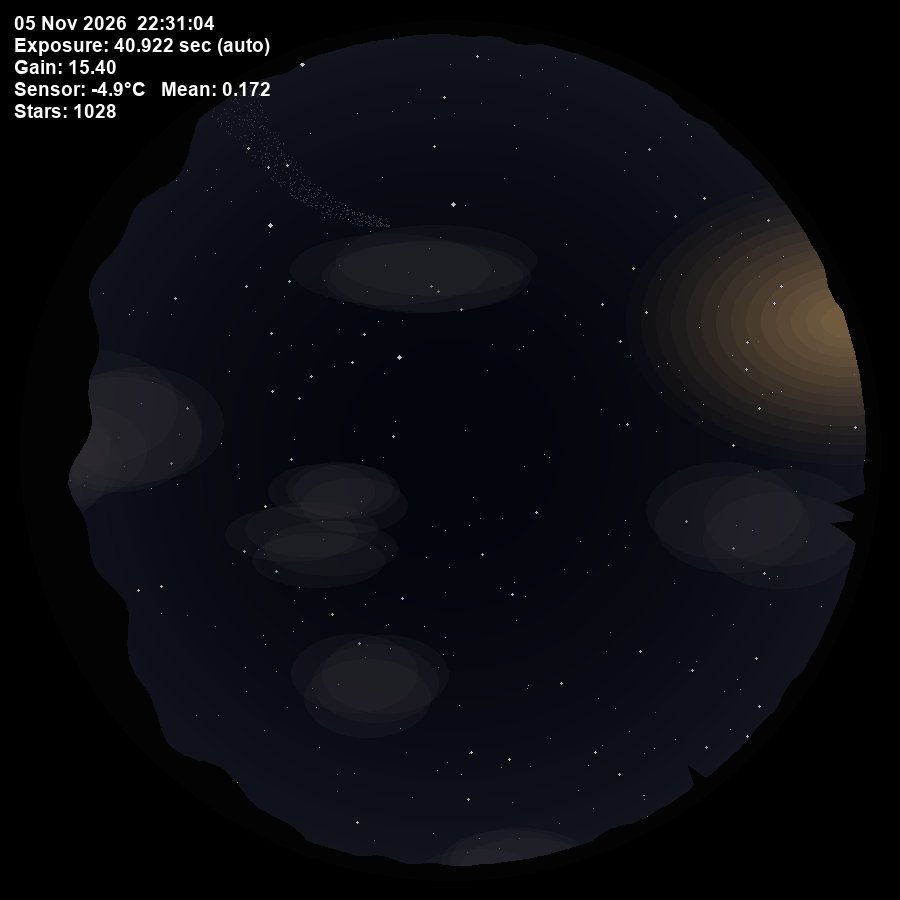 05 Nov 2026  22:31:04
Exposure: 40.922 sec (auto)
Gain: 15.40
Sensor: -4.9°C   Mean: 0.172
Stars: 1028